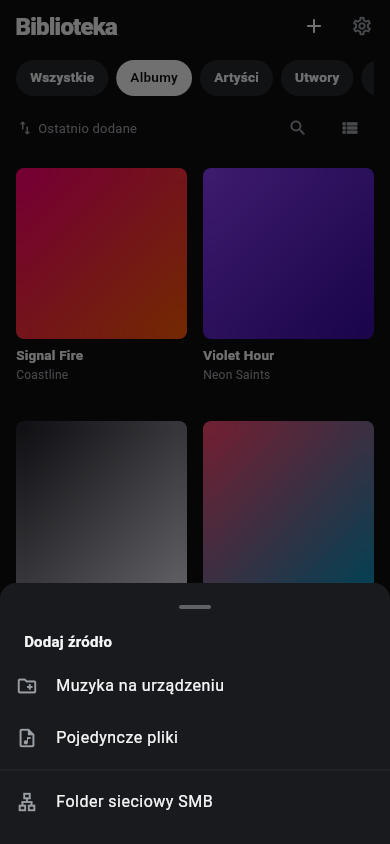 Biblioteka
Wszystkie
Albumy
Artyści
Utwory
Ostatnio dodane
Signal Fire
Coastline
Violet Hour
Neon Saints
Dodaj źródło
Muzyka na urządzeniu
Pojedyncze pliki
Folder sieciowy SMB